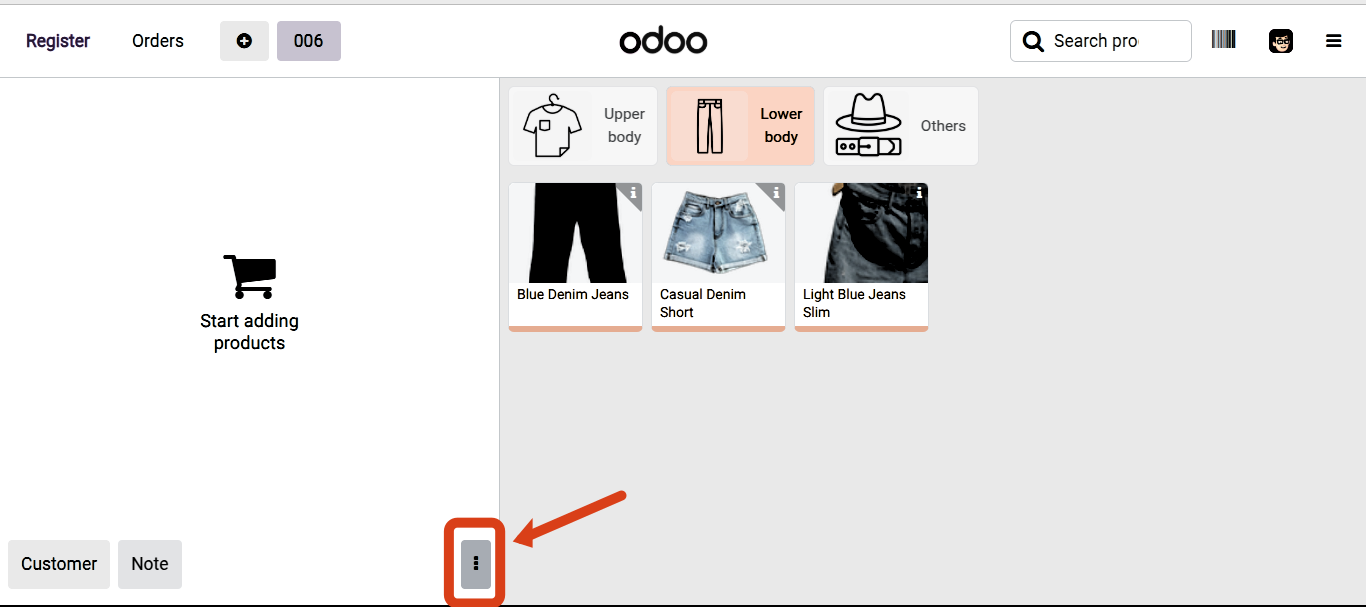 Register
Orders
006
odoo
Search pro
Upper
body
Lower
body
Others
Blue Denim Jeans
Casual Denim
Short
Light Blue Jeans
Slim
Start adding
products
Customer
Note